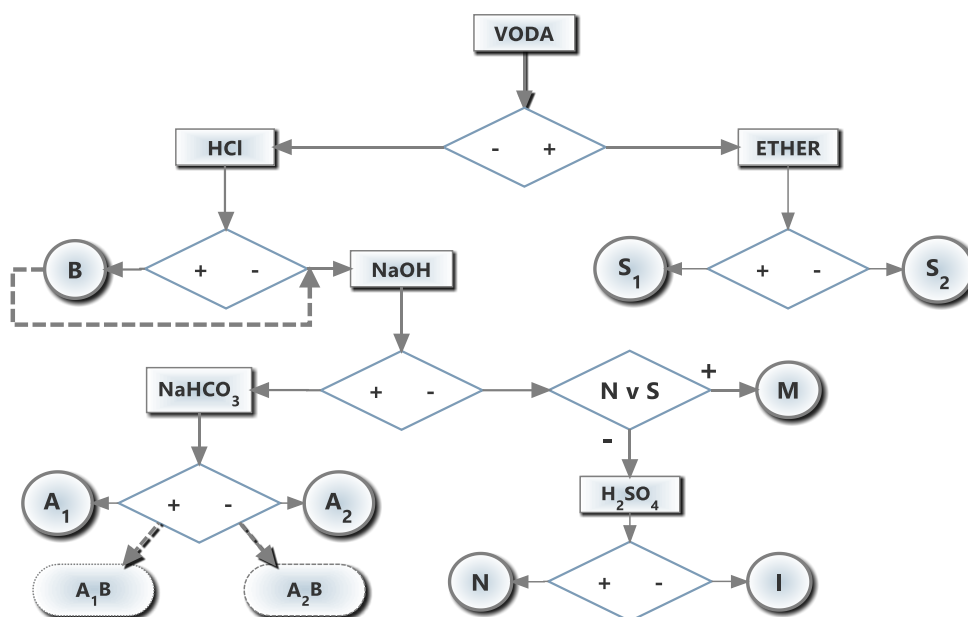 VODA
HCl
- +
ETHER
B
+ -
NaOH
S₁
+ -
S₂
NaHCO₃
+ -
N v S
+
M
-
A₁
+ -
A₂
H₂SO₄
A₁B
A₂B
N
+ -
I